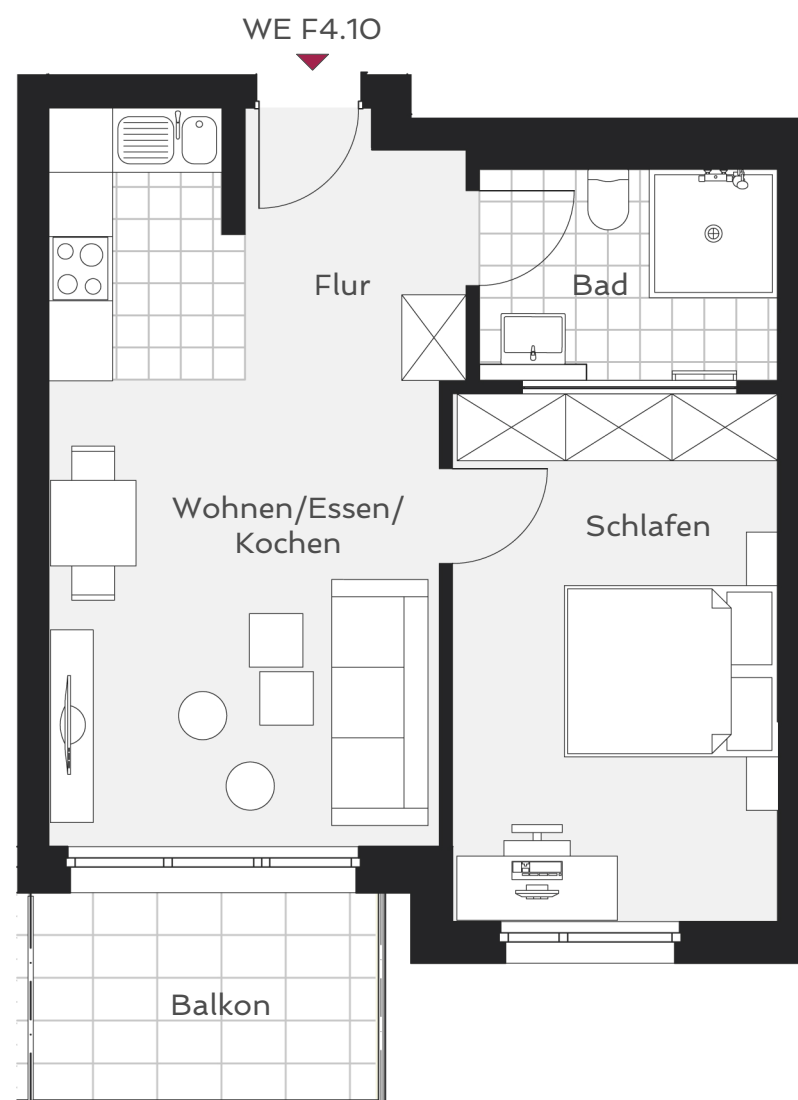 WE F4.10
Flur
Bad
Wohnen/Essen/
Kochen
Schlafen
Balkon